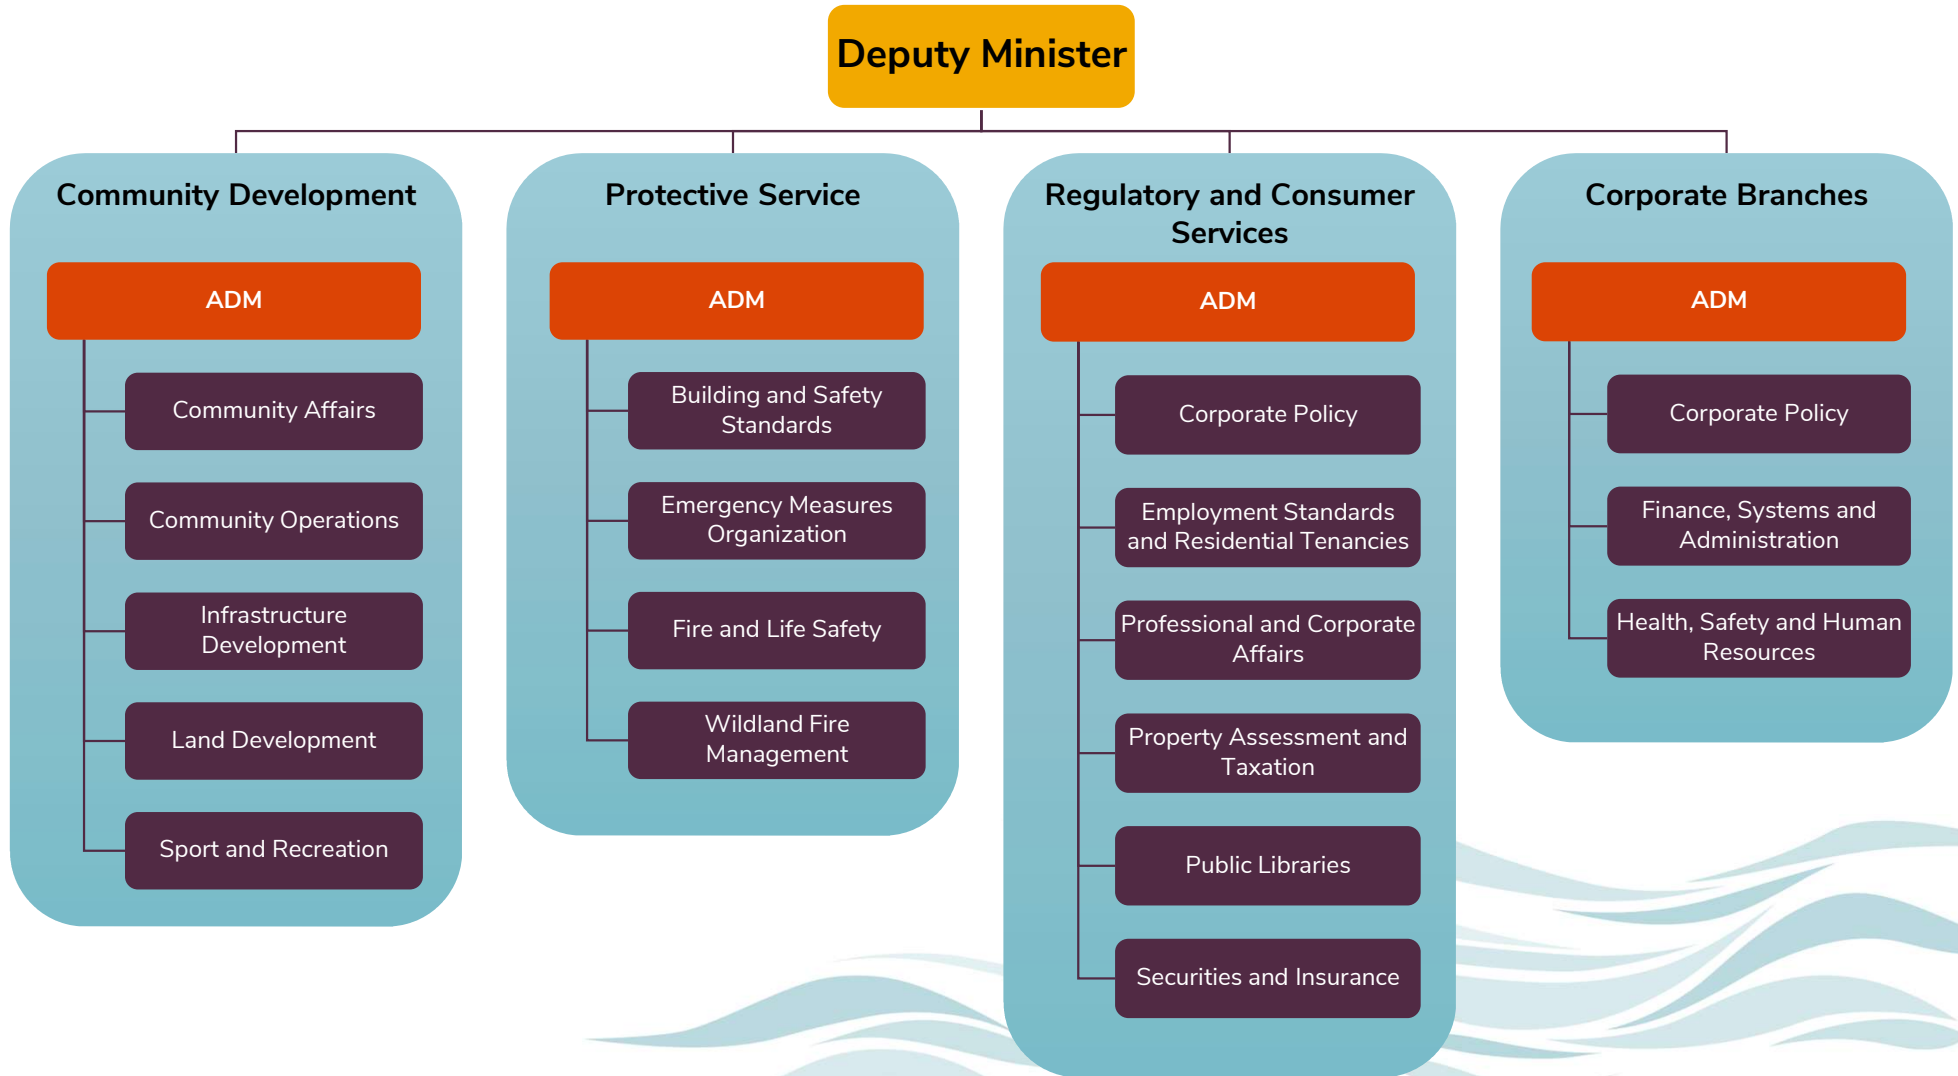 Deputy Minister
Community Development
ADM
Community Affairs
Community Operations
Infrastructure
Development
Land Development
Sport and Recreation
Protective Service
ADM
Building and Safety
Standards
Emergency Measures
Organization
Fire and Life Safety
Wildland Fire
Management
Regulatory and Consumer
Services
ADM
Corporate Policy
Employment Standards
and Residential Tenancies
Professional and Corporate
Affairs
Property Assessment and
Taxation
Public Libraries
Securities and Insurance
Corporate Branches
ADM
Corporate Policy
Finance, Systems and
Administration
Health, Safety and Human
Resources